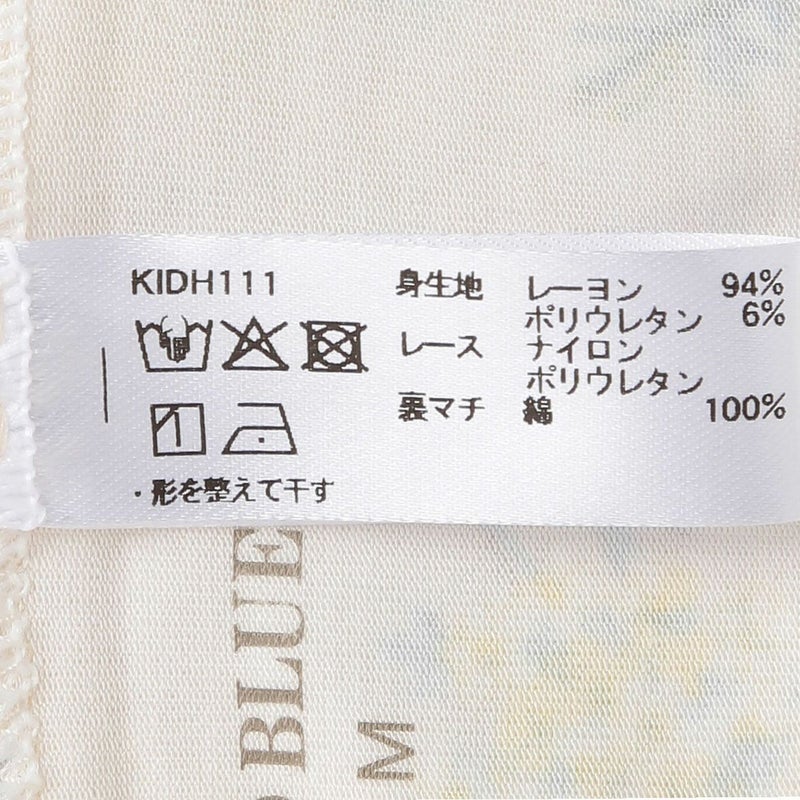 KIDH111
身生地 レーヨン 94%
ポリウレタン 6%
レース ナイロン
ポリウレタン
裏マチ 綿 100%
・形を整えて干す
BLUE
M